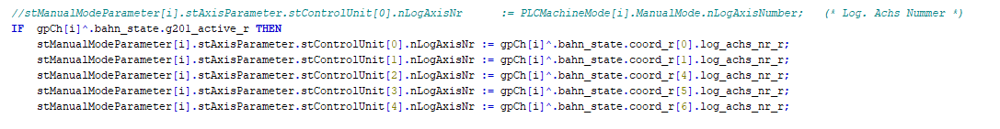 //stManualModeParameter[i].stAxisParameter.stControlUnit[0].nLogAxisNr := PLCMachineMode[i].ManualMode.nLogAxisNumber; (* Log. Achs Nummer *)
IF gpCh[i]^.bahn_state.g201_active_r THEN
stManualModeParameter[i].stAxisParameter.stControlUnit[0].nLogAxisNr := gpCh[i]^.bahn_state.coord_r[0].log_achs_nr_r;
stManualModeParameter[i].stAxisParameter.stControlUnit[1].nLogAxisNr := gpCh[i]^.bahn_state.coord_r[1].log_achs_nr_r;
stManualModeParameter[i].stAxisParameter.stControlUnit[2].nLogAxisNr := gpCh[i]^.bahn_state.coord_r[4].log_achs_nr_r;
stManualModeParameter[i].stAxisParameter.stControlUnit[3].nLogAxisNr := gpCh[i]^.bahn_state.coord_r[5].log_achs_nr_r;
stManualModeParameter[i].stAxisParameter.stControlUnit[4].nLogAxisNr := gpCh[i]^.bahn_state.coord_r[6].log_achs_nr_r;